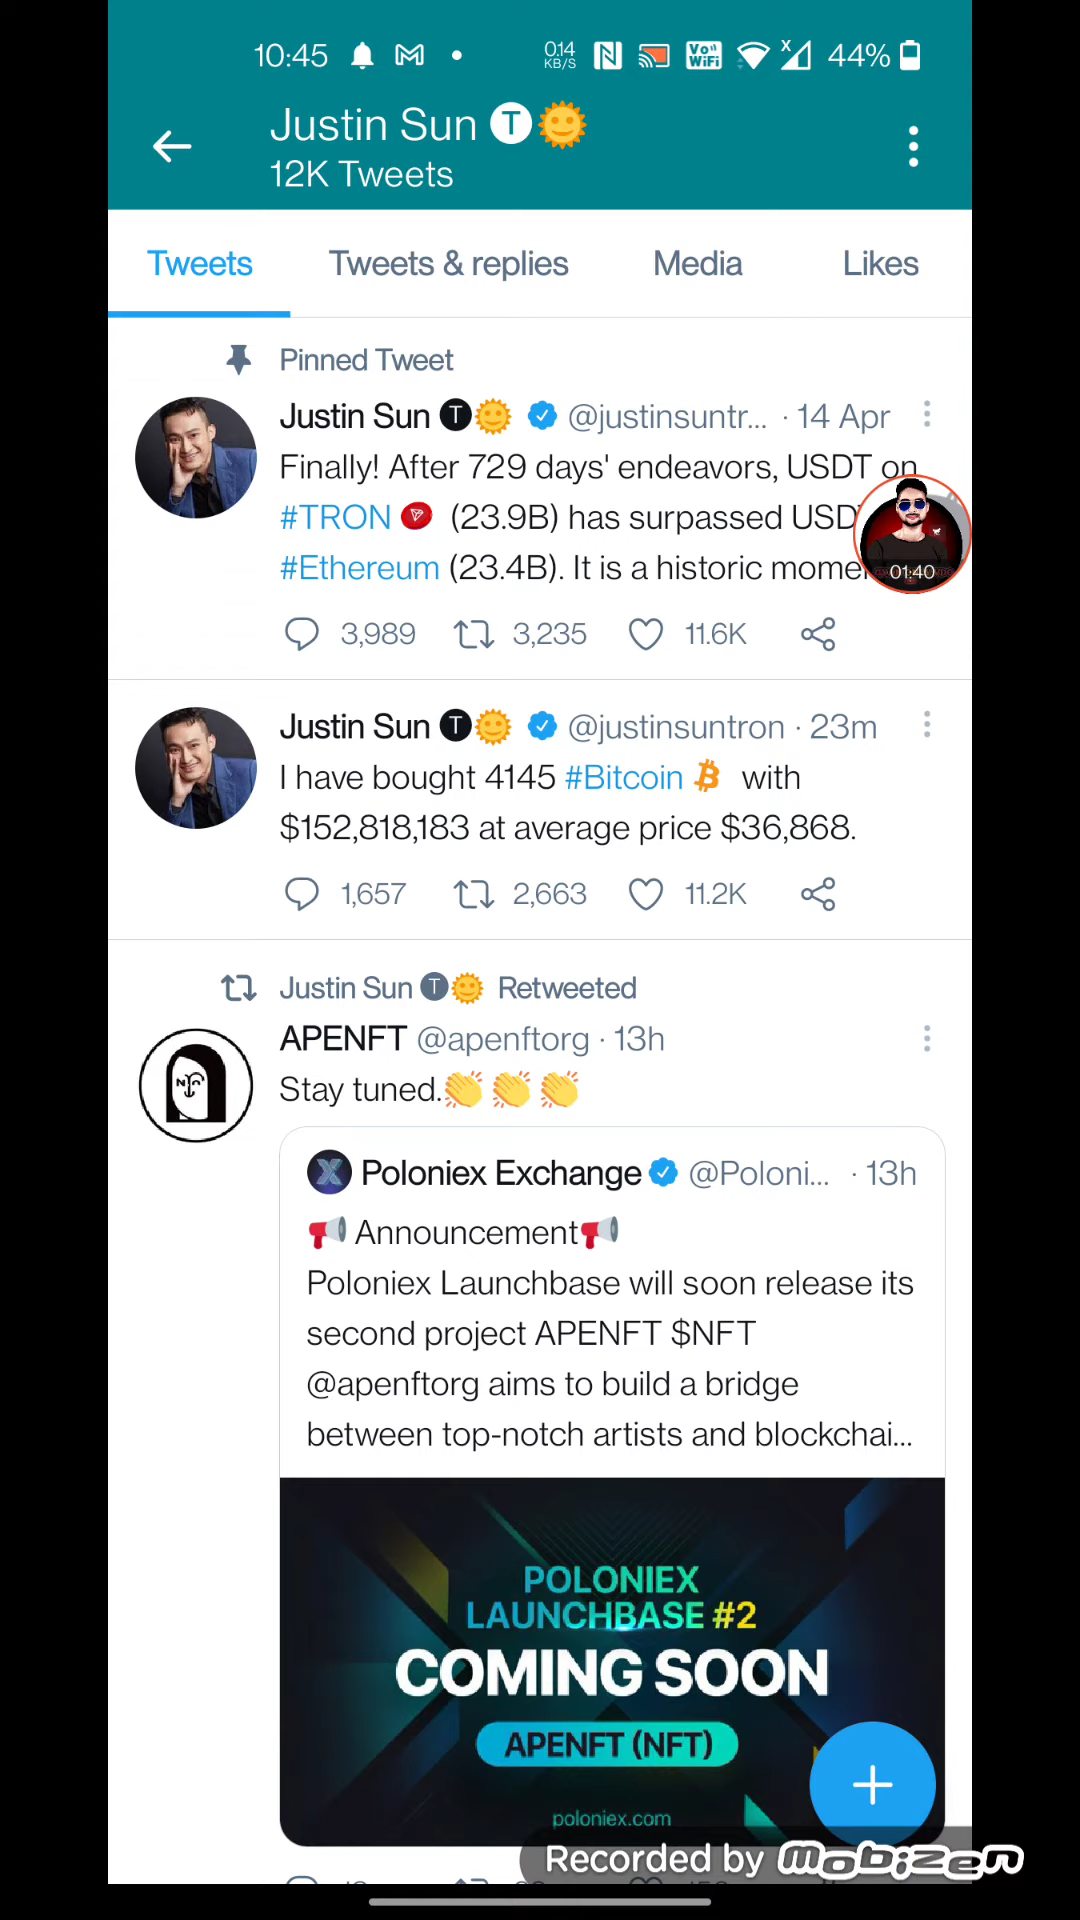 10:45 0.14 KB/S Vo)) WiFi X 44%
Justin Sun T
12K Tweets
Tweets Tweets & replies Media Likes
Pinned Tweet
Justin Sun T @justinsuntr... · 14 Apr
Finally! After 729 days' endeavors, USDT on
#TRON (23.9B) has surpassed USD
#Ethereum (23.4B). It is a historic
01:40
3,989 3,235 11.6K
Justin Sun T @justinsuntron · 23m
I have bought 4145 #Bitcoin with
$152,818,183 at average price $36,868.
1,657 2,663 11.2K
Justin Sun T Retweeted
APENFT @apenftorg · 13h
Stay tuned.
Poloniex Exchange @Poloni... · 13h
Announcement
Poloniex Launchbase will soon release its
second project APENFT $NFT
@apenftorg aims to build a bridge
between top-notch artists and blockchai...
POLONIEX
LAUNCHBASE #2
COMING SOON
APENFT (NFT)
poloniex.com
Recorded by Mobizen